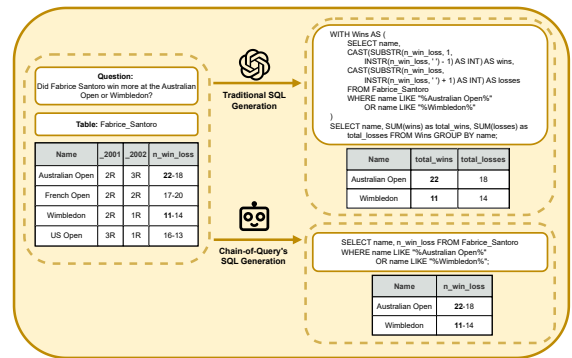 Question:
Did Fabrice Santoro win more at the Australian
Open or Wimbledon?
Table: Fabrice_Santoro
Name _2001 _2002 n_win_loss
Australian Open 2R 3R 22-18
French Open 2R 2R 17-20
Wimbledon 2R 1R 11-14
US Open 3R 1R 16-13
Traditional SQL
Generation
WITH Wins AS (
SELECT name,
CAST(SUBSTR(n_win_loss, 1,
INSTR(n_win_loss, ' ') - 1) AS INT) AS wins,
CAST(SUBSTR(n_win_loss,
INSTR(n_win_loss, ' ') + 1) AS INT) AS losses
FROM Fabrice_Santoro
WHERE name LIKE "%Australian Open%"
OR name LIKE "%Wimbledon%"
)
SELECT name, SUM(wins) as total_wins, SUM(losses) as
total_losses FROM Wins GROUP BY name;
Name total_wins total_losses
Australian Open 22 18
Wimbledon 11 14
Chain-of-Query's
SQL Generation
SELECT name, n_win_loss FROM Fabrice_Santoro
WHERE name LIKE "%Australian Open%"
OR name LIKE "%Wimbledon%";
Name n_win_loss
Australian Open 22-18
Wimbledon 11-14